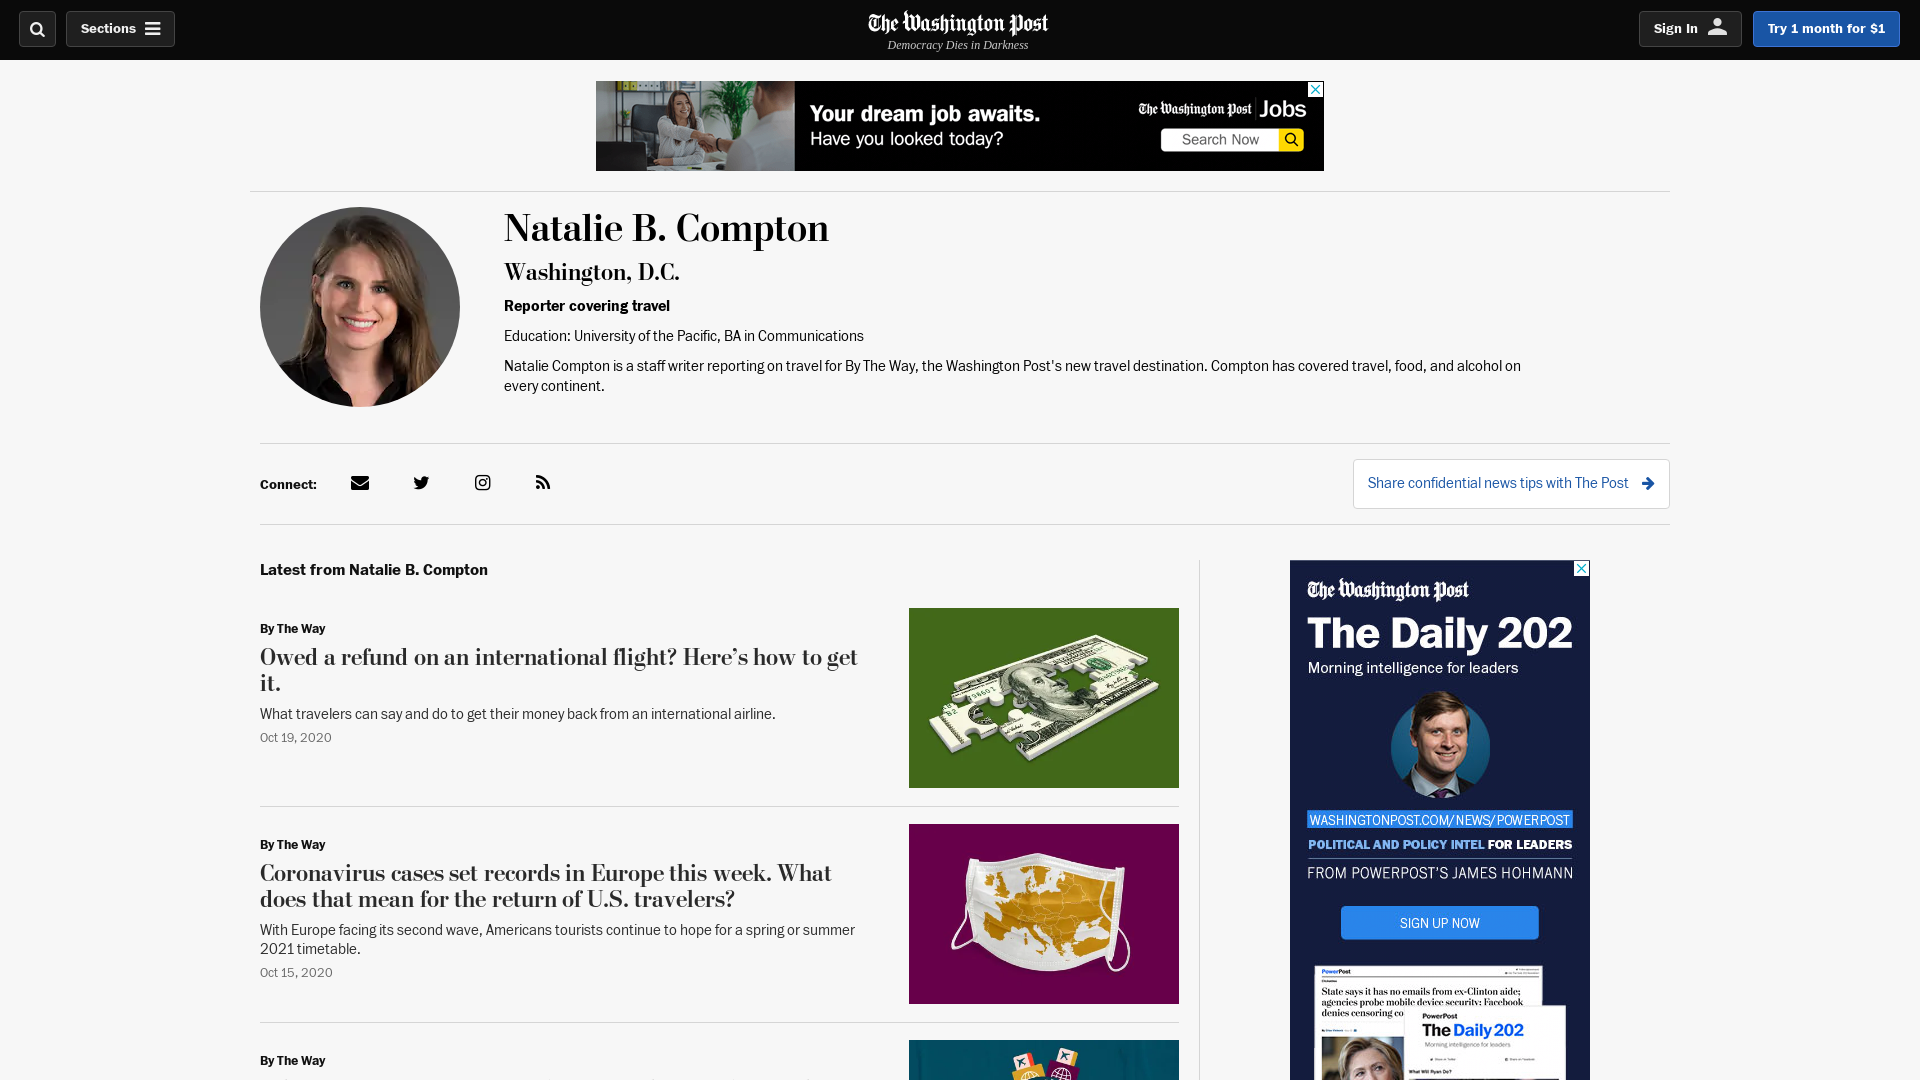 Sections
The Washington Post
Democracy Dies in Darkness
Sign In
Try 1 month for $1
Your dream job awaits.
Have you looked today?
The Washington Post Jobs
Search Now
Natalie B. Compton
Washington, D.C.
Reporter covering travel
Education: University of the Pacific, BA in Communications
Natalie Compton is a staff writer reporting on travel for By The Way, the Washington Post's new travel destination. Compton has covered travel, food, and alcohol on
every continent.
Connect:
Share confidential news tips with The Post
Latest from Natalie B. Compton
By The Way
Owed a refund on an international flight? Here’s how to get
it.
What travelers can say and do to get their money back from an international airline.
Oct 19, 2020
By The Way
Coronavirus cases set records in Europe this week. What
does that mean for the return of U.S. travelers?
With Europe facing its second wave, Americans tourists continue to hope for a spring or summer
2021 timetable.
Oct 15, 2020
By The Way
The Washington Post
The Daily 202
Morning intelligence for leaders
WASHINGTONPOST.COM/NEWS/POWERPOST
POLITICAL AND POLICY INTEL FOR LEADERS
FROM POWERPOST'S JAMES HOHMANN
SIGN UP NOW
PowerPost
State says it has no emails from ex-Clinton aide;
agencies probe mobile device security; Facebook
denies censoring co
PowerPost
The Daily 202
Morning intelligence for leaders
What Will Ryan Do?